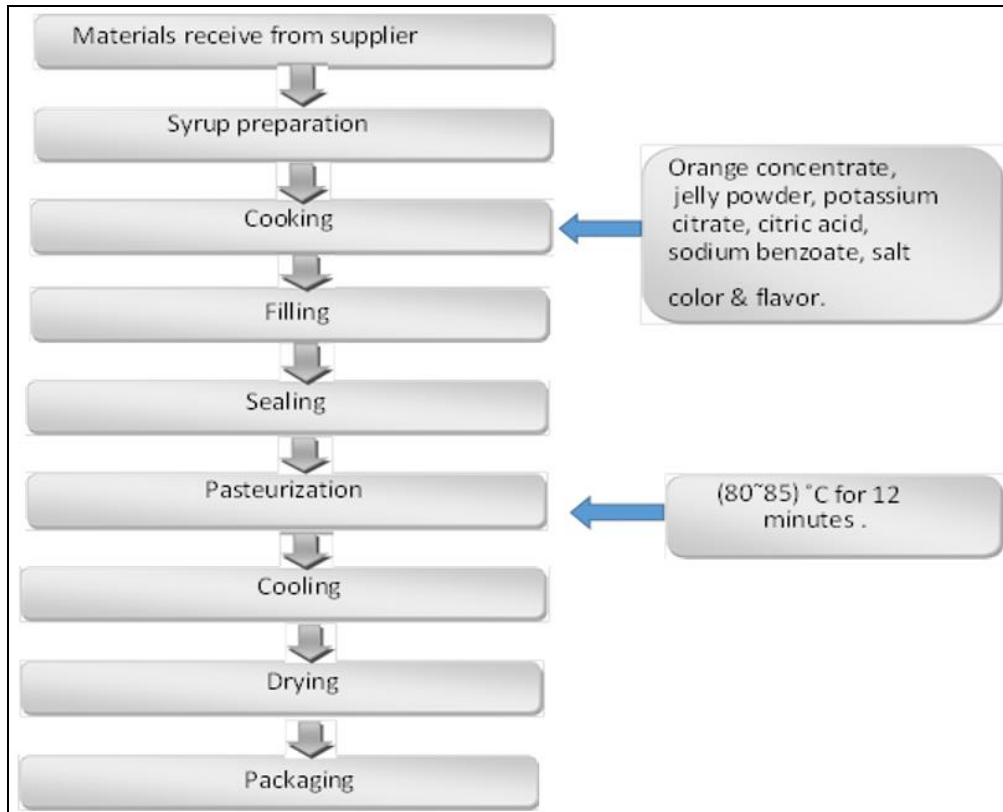 Materials receive from supplier
Syrup preparation
Cooking
Orange concentrate,
jelly powder, potassium
citrate, citric acid,
sodium benzoate, salt
color & flavor.
Filling
Sealing
Pasteurization
(80~85) °C for 12
minutes .
Cooling
Drying
Packaging